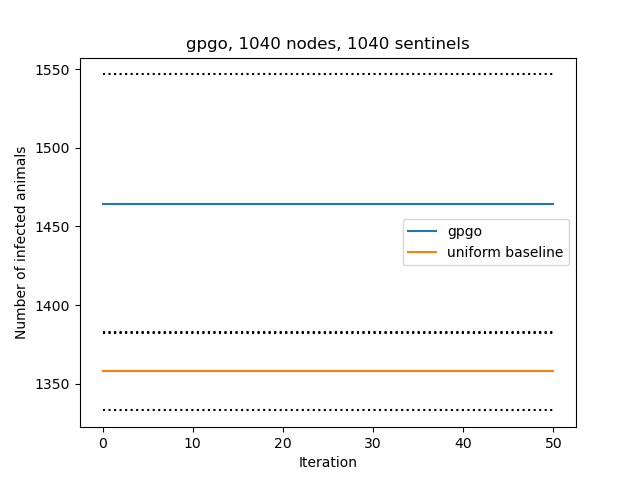 gpgo, 1040 nodes, 1040 sentinels
1550
1500
1450
1400
1350
Number of infected animals
gpgo
uniform baseline
0 10 20 30 40 50
Iteration